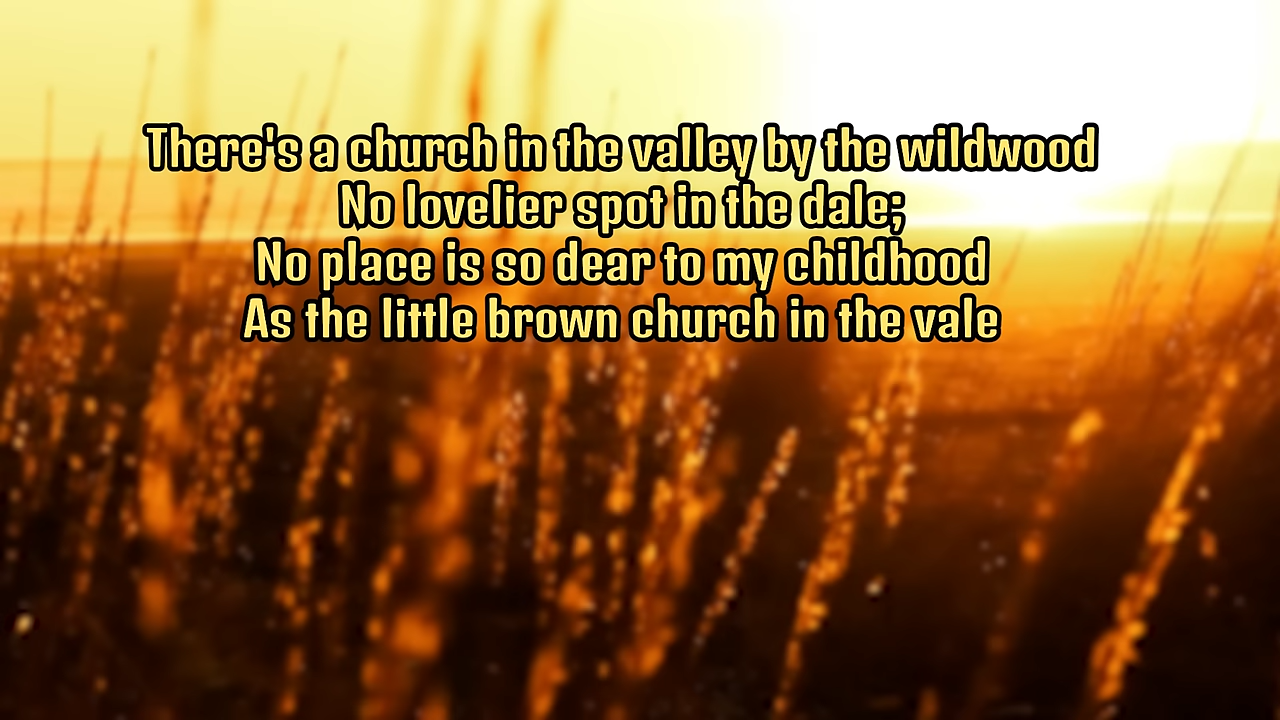 There's a church in the valley by the wildwood
No lovelier spot in the dale;
No place is so dear to my childhood
As the little brown church in the vale